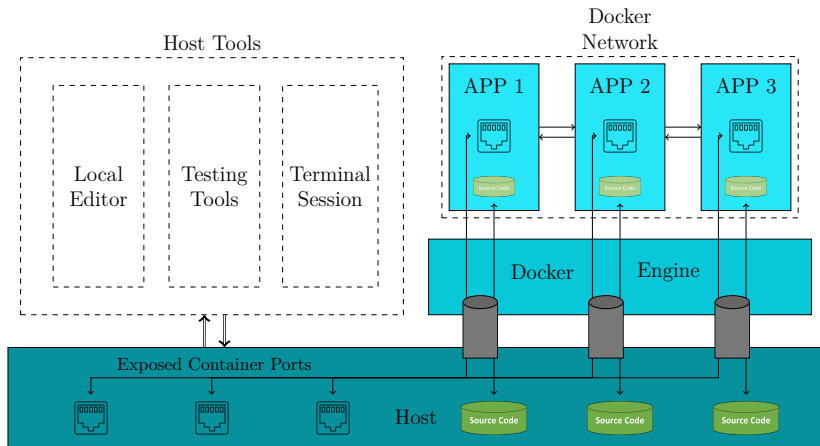 Host Tools
Local
Editor
Testing
Tools
Terminal
Session
Docker
Network
APP 1
APP 2
APP 3
Source Code
Source Code
Source Code
Docker
Engine
Exposed Container Ports
Host
Source Code
Source Code
Source Code